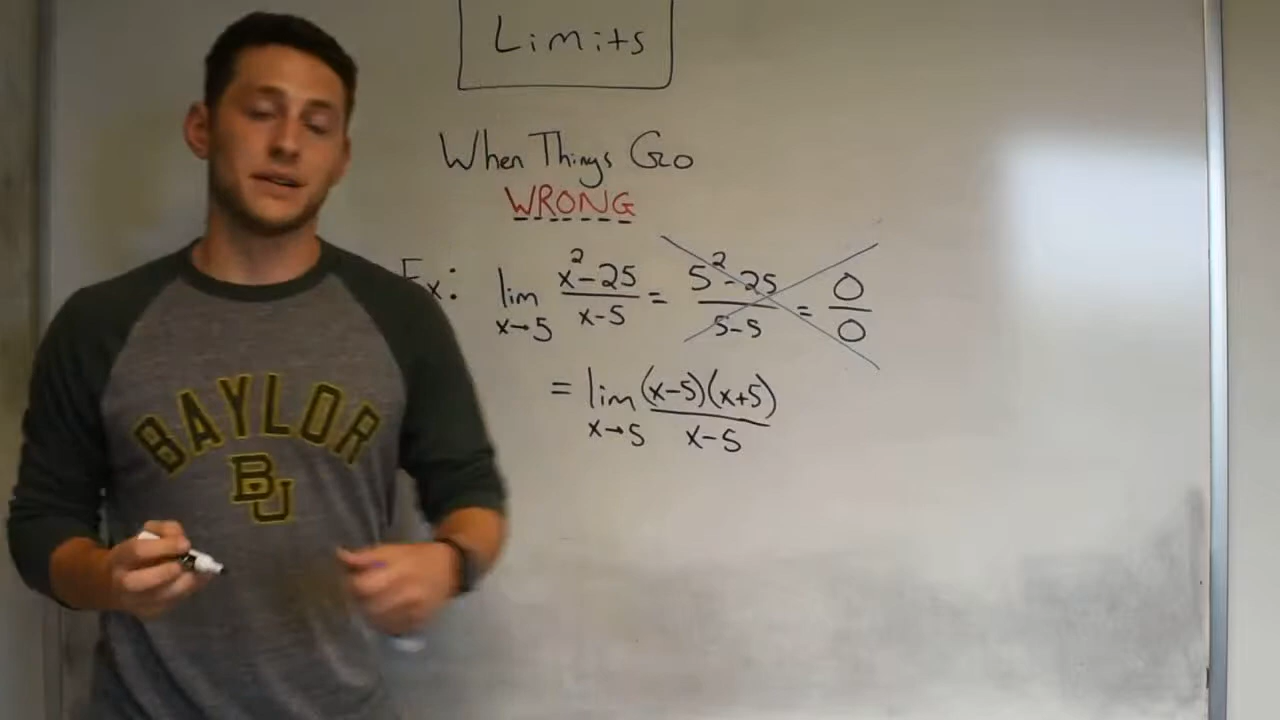 Limits
When Things Go
WRONG
Ex: lim x→5 x²-25 / x-5 = 5²-25 / 5-5 = 0/0
= lim x→5 (x-5)(x+5) / x-5
BAYLOR
BU